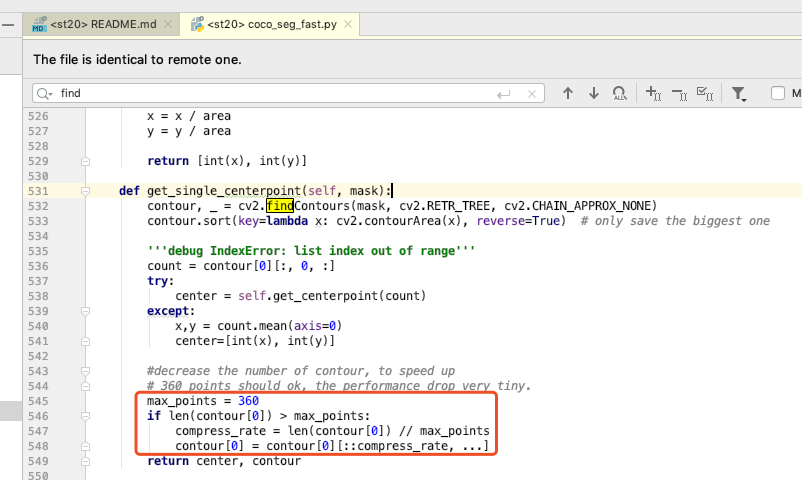 <st20> README.md
<st20> coco_seg_fast.py
The file is identical to remote one.
find
M
526 x = x / area
527 y = y / area
528
529 return [int(x), int(y)]
530
531 def get_single_centerpoint(self, mask):
532 contour, _ = cv2.findContours(mask, cv2.RETR_TREE, cv2.CHAIN_APPROX_NONE)
533 contour.sort(key=lambda x: cv2.contourArea(x), reverse=True)  # only save the biggest one
534
535 '''debug IndexError: list index out of range'''
536 count = contour[0][:, 0, :]
537 try:
538 center = self.get_centerpoint(count)
539 except:
540 x,y = count.mean(axis=0)
541 center=[int(x), int(y)]
542
543 #decrease the number of contour, to speed up
544 # 360 points should ok, the performance drop very tiny.
545 max_points = 360
546 if len(contour[0]) > max_points:
547 compress_rate = len(contour[0]) // max_points
548 contour[0] = contour[0][::compress_rate, ...]
549 return center, contour
550